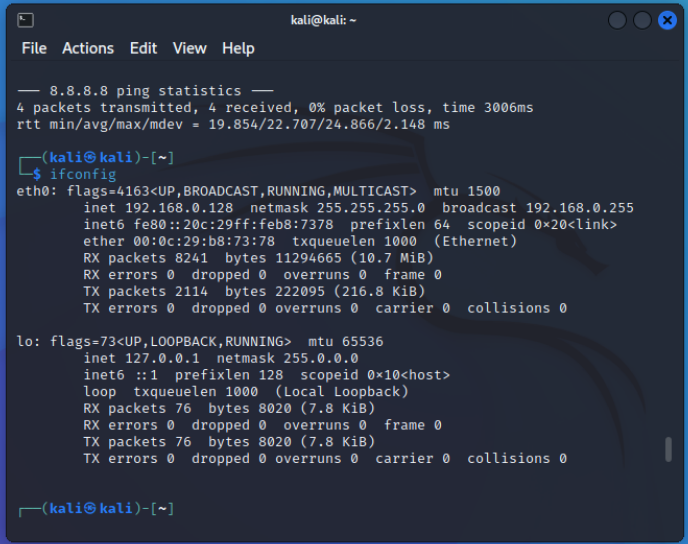 kali@kali: ~
File Actions Edit View Help
— 8.8.8.8 ping statistics —
4 packets transmitted, 4 received, 0% packet loss, time 3006ms
rtt min/avg/max/mdev = 19.854/22.707/24.866/2.148 ms
┌──(kali㉿kali)-[~]
└─$ ifconfig
eth0: flags=4163<UP,BROADCAST,RUNNING,MULTICAST>  mtu 1500
        inet 192.168.0.128  netmask 255.255.255.0  broadcast 192.168.0.255
        inet6 fe80::20c:29ff:feb8:7378  prefixlen 64  scopeid 0×20<link>
        ether 00:0c:29:b8:73:78  txqueuelen 1000  (Ethernet)
        RX packets 8241  bytes 11294665 (10.7 MiB)
        RX errors 0  dropped 0  overruns 0  frame 0
        TX packets 2114  bytes 222095 (216.8 KiB)
        TX errors 0  dropped 0 overruns 0  carrier 0  collisions 0
lo: flags=73<UP,LOOPBACK,RUNNING>  mtu 65536
        inet 127.0.0.1  netmask 255.0.0.0
        inet6 ::1  prefixlen 128  scopeid 0×10<host>
        loop  txqueuelen 1000  (Local Loopback)
        RX packets 76  bytes 8020 (7.8 KiB)
        RX errors 0  dropped 0  overruns 0  frame 0
        TX packets 76  bytes 8020 (7.8 KiB)
        TX errors 0  dropped 0 overruns 0  carrier 0  collisions 0
┌──(kali㉿kali)-[~]